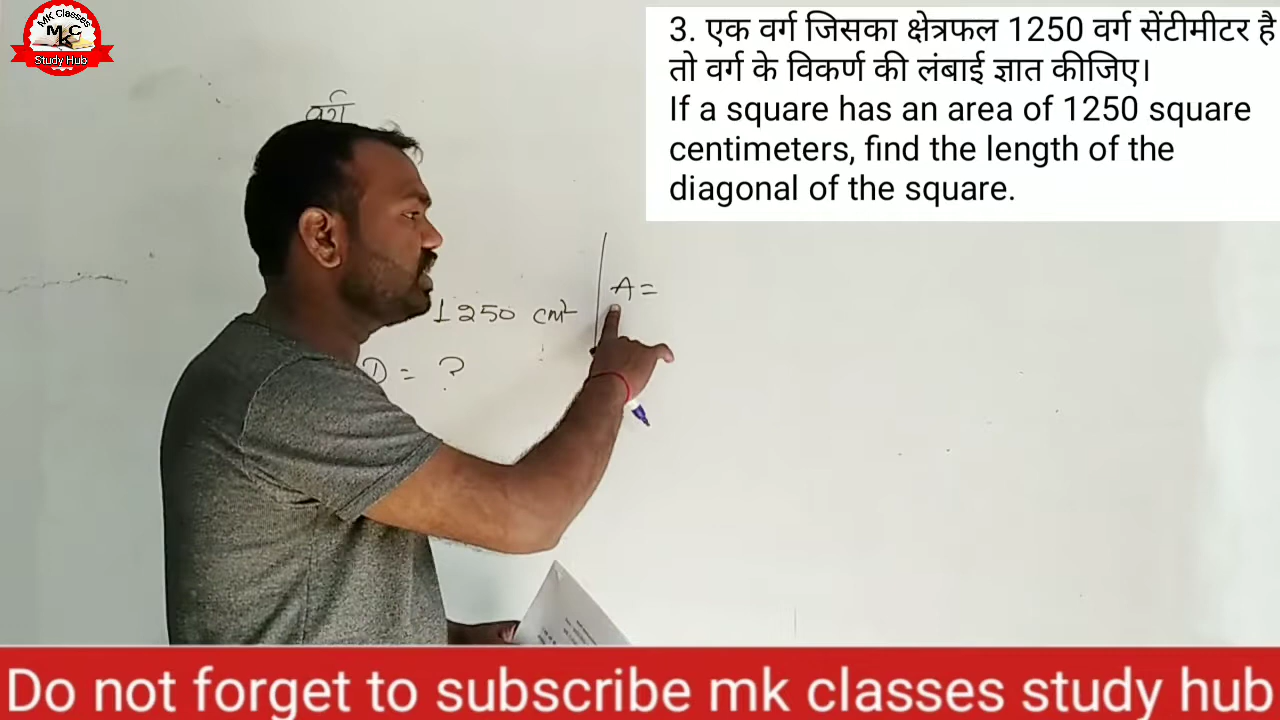 MK Classes
M C
K
Study Hub
3. एक वर्ग जिसका क्षेत्रफल 1250 वर्ग सेंटीमीटर है
तो वर्ग के विकर्ण की लंबाई ज्ञात कीजिए।
If a square has an area of 1250 square
centimeters, find the length of the
diagonal of the square.
वर्ग
1250 cm²
D = ?
A =
Do not forget to subscribe mk classes study hub